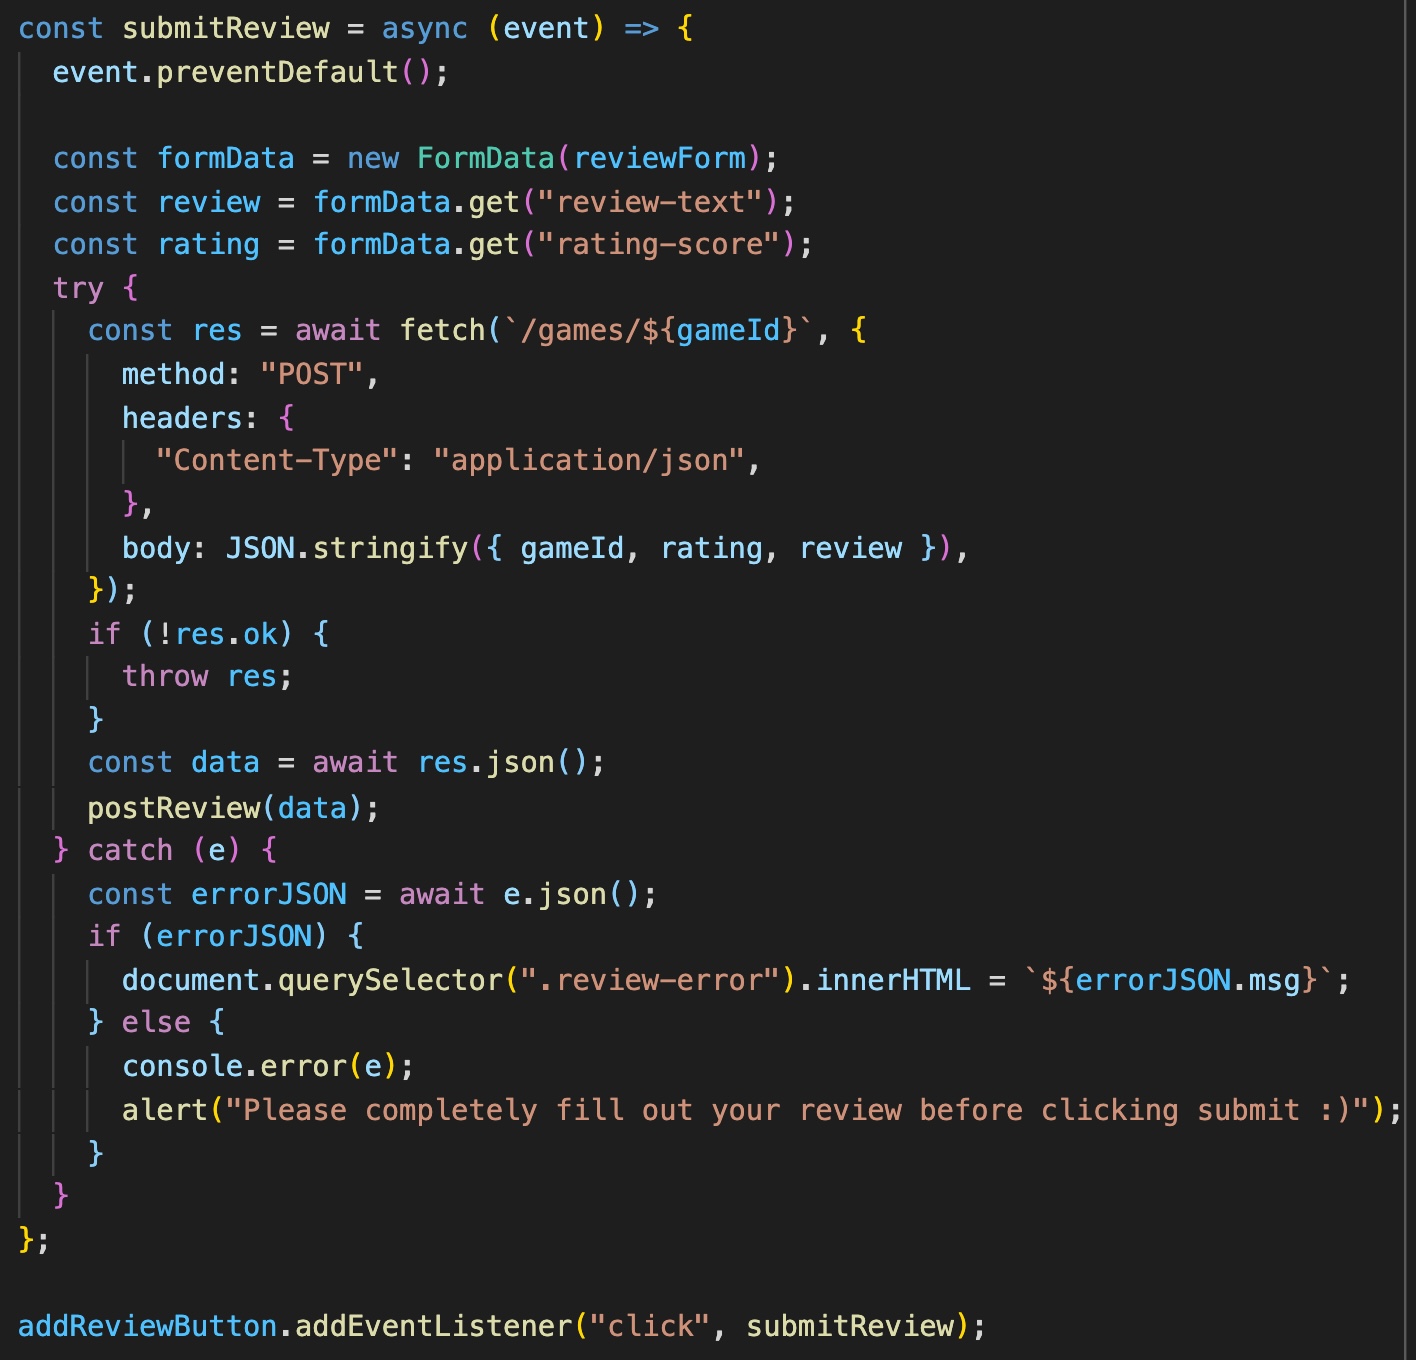 const submitReview = async (event) => {
  event.preventDefault();

  const formData = new FormData(reviewForm);
  const review = formData.get("review-text");
  const rating = formData.get("rating-score");
  try {
    const res = await fetch(`/games/${gameId}`, {
      method: "POST",
      headers: {
        "Content-Type": "application/json",
      },
      body: JSON.stringify({ gameId, rating, review }),
    });
    if (!res.ok) {
      throw res;
    }
    const data = await res.json();
    postReview(data);
  } catch (e) {
    const errorJSON = await e.json();
    if (errorJSON) {
      document.querySelector(".review-error").innerHTML = `${errorJSON.msg}`;
    } else {
      console.error(e);
      alert("Please completely fill out your review before clicking submit :)");
    }
  }
};

addReviewButton.addEventListener("click", submitReview);